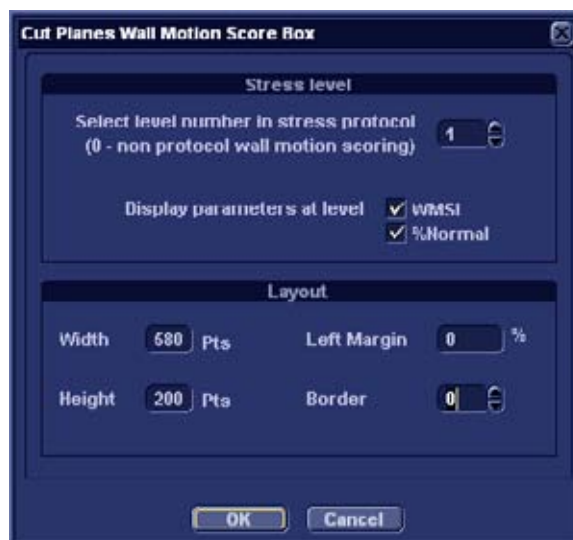 Cut Planes Wall Motion Score Box
Stress level
Select level number in stress protocol
(0 - non protocol wall motion scoring)
1
Display parameters at level
WMSI
%Normal
Layout
Width 680 Pts Left Margin 0 %
Height 200 Pts Border 0
OK Cancel